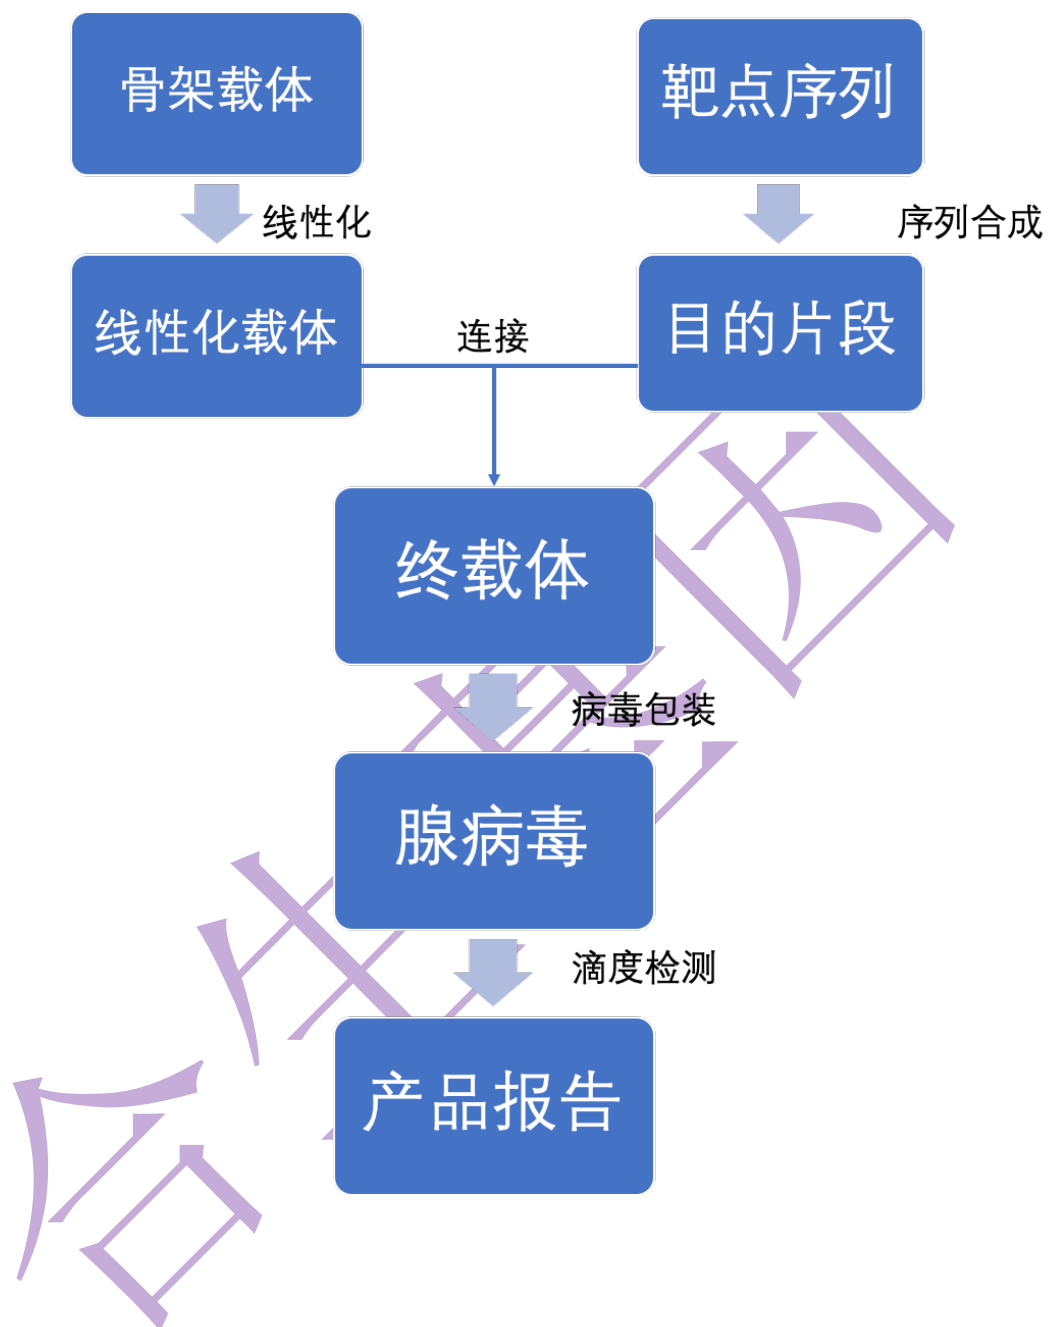 骨架载体
靶点序列
线性化
序列合成
线性化载体
连接
目的片段
终载体
病毒包装
腺病毒
滴度检测
产品报告